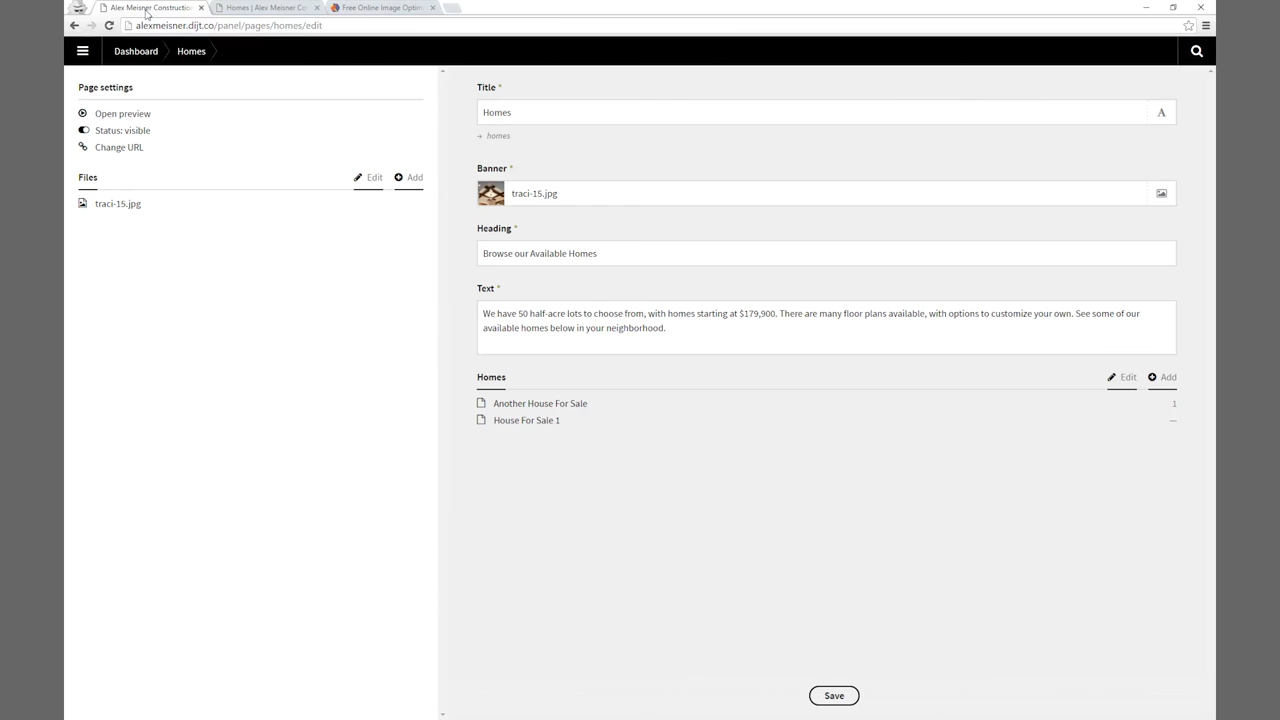 Alex Meisner Constructio
Homes | Alex Meisner Co
Free Online Image Optim
alexmeisner.dijt.co/panel/pages/homes/edit
Dashboard
Homes
Page settings
Open preview
Status: visible
Change URL
Files
Edit
Add
traci-15.jpg
Title *
Homes
A
→ homes
Banner *
traci-15.jpg
Heading *
Browse our Available Homes
Text *
We have 50 half-acre lots to choose from, with homes starting at $179,900. There are many floor plans available, with options to customize your own. See some of our
available homes below in your neighborhood.
Homes
Edit
Add
Another House For Sale
1
House For Sale 1
—
Save